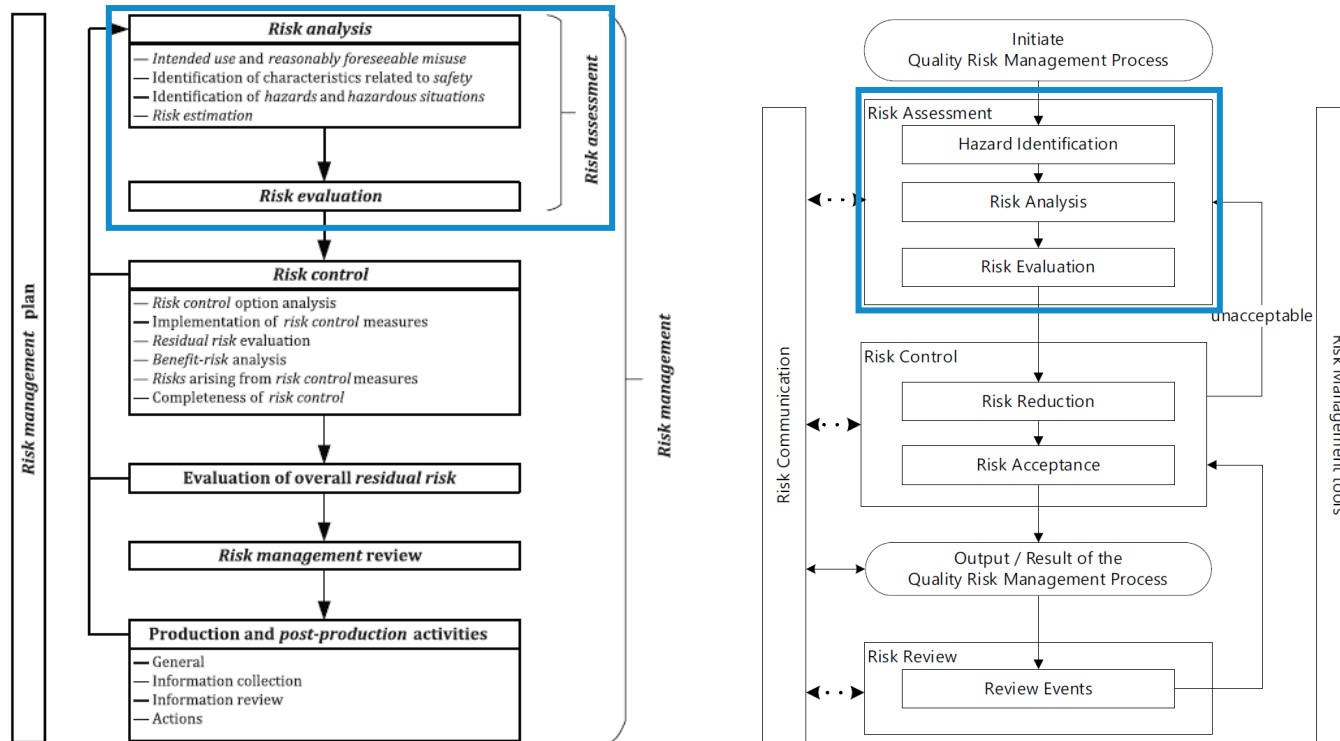 Risk management plan
Risk analysis
— Intended use and reasonably foreseeable misuse
— Identification of characteristics related to safety
— Identification of hazards and hazardous situations
— Risk estimation
Risk evaluation
Risk assessment
Risk control
— Risk control option analysis
— Implementation of risk control measures
— Residual risk evaluation
— Benefit-risk analysis
— Risks arising from risk control measures
— Completeness of risk control
Evaluation of overall residual risk
Risk management review
Production and post-production activities
— General
— Information collection
— Information review
— Actions
Risk management
Initiate
Quality Risk Management Process
Risk Assessment
Hazard Identification
Risk Analysis
Risk Evaluation
unacceptable
Risk Control
Risk Reduction
Risk Acceptance
Output / Result of the
Quality Risk Management Process
Risk Review
Review Events
Risk Communication
Risk Management tools